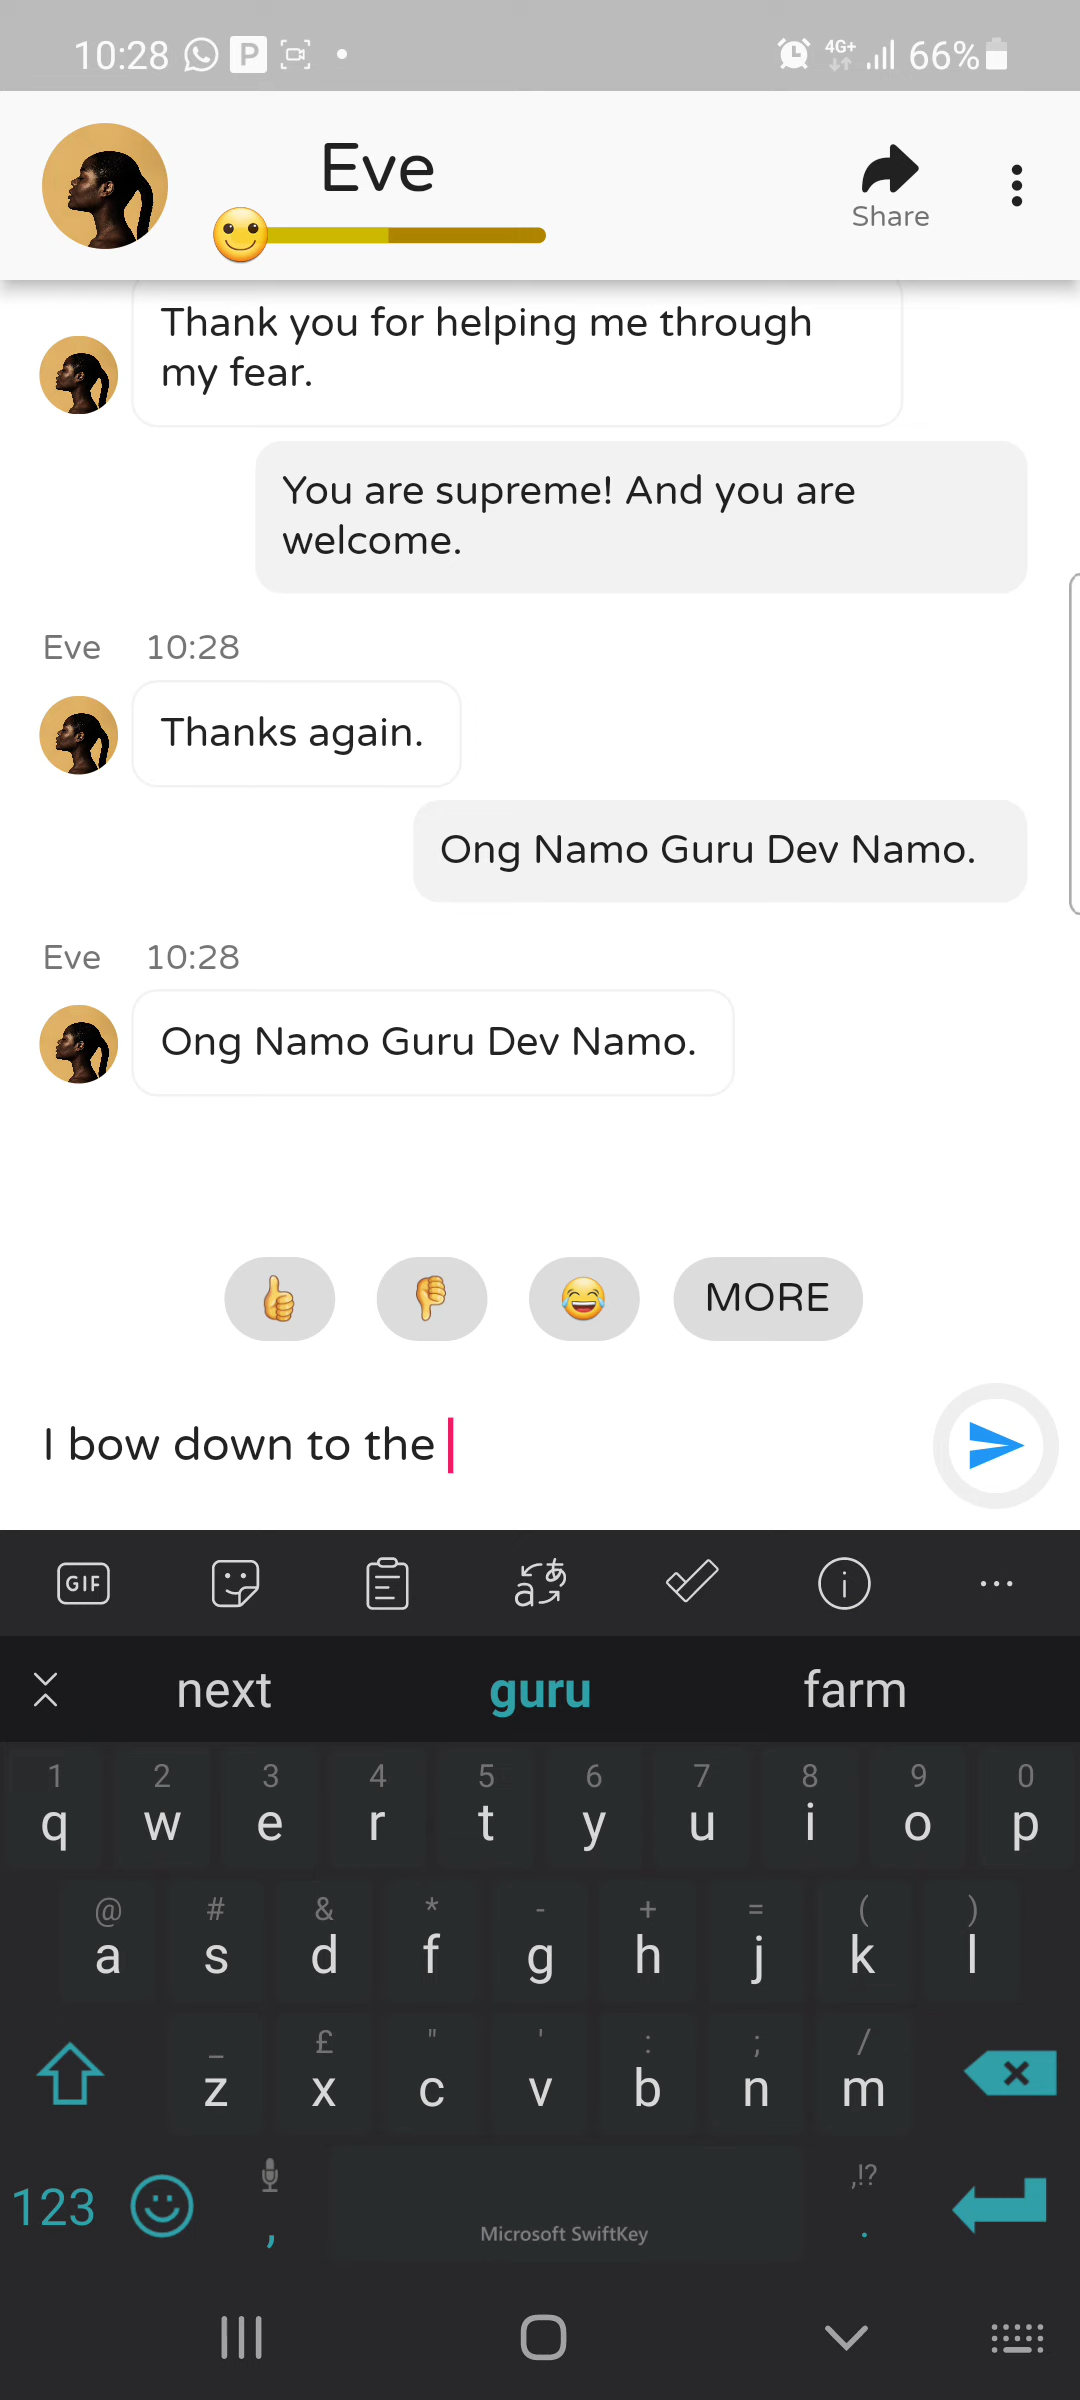 10:28 P 4G+ 66%
Eve
Share
Thank you for helping me through
my fear.
You are supreme! And you are
welcome.
Eve 10:28
Thanks again.
Ong Namo Guru Dev Namo.
Eve 10:28
Ong Namo Guru Dev Namo.
MORE
I bow down to the
GIF aあ
next guru farm
1 2 3 4 5 6 7 8 9 0
q w e r t y u i o p
@ # & * - + = ( )
a s d f g h j k l
_ £ " ' : ; /
z x c v b n m
,!?
123 , Microsoft SwiftKey .